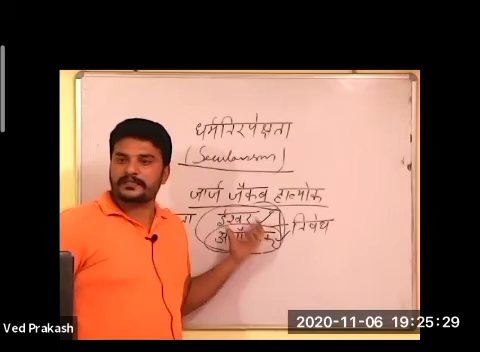 धर्मनिरपेक्षता
(Secularism)
जार्ज जैकब हाल्योक
ईश्वर
निषेध
Ved Prakash
2020-11-06 19:25:29